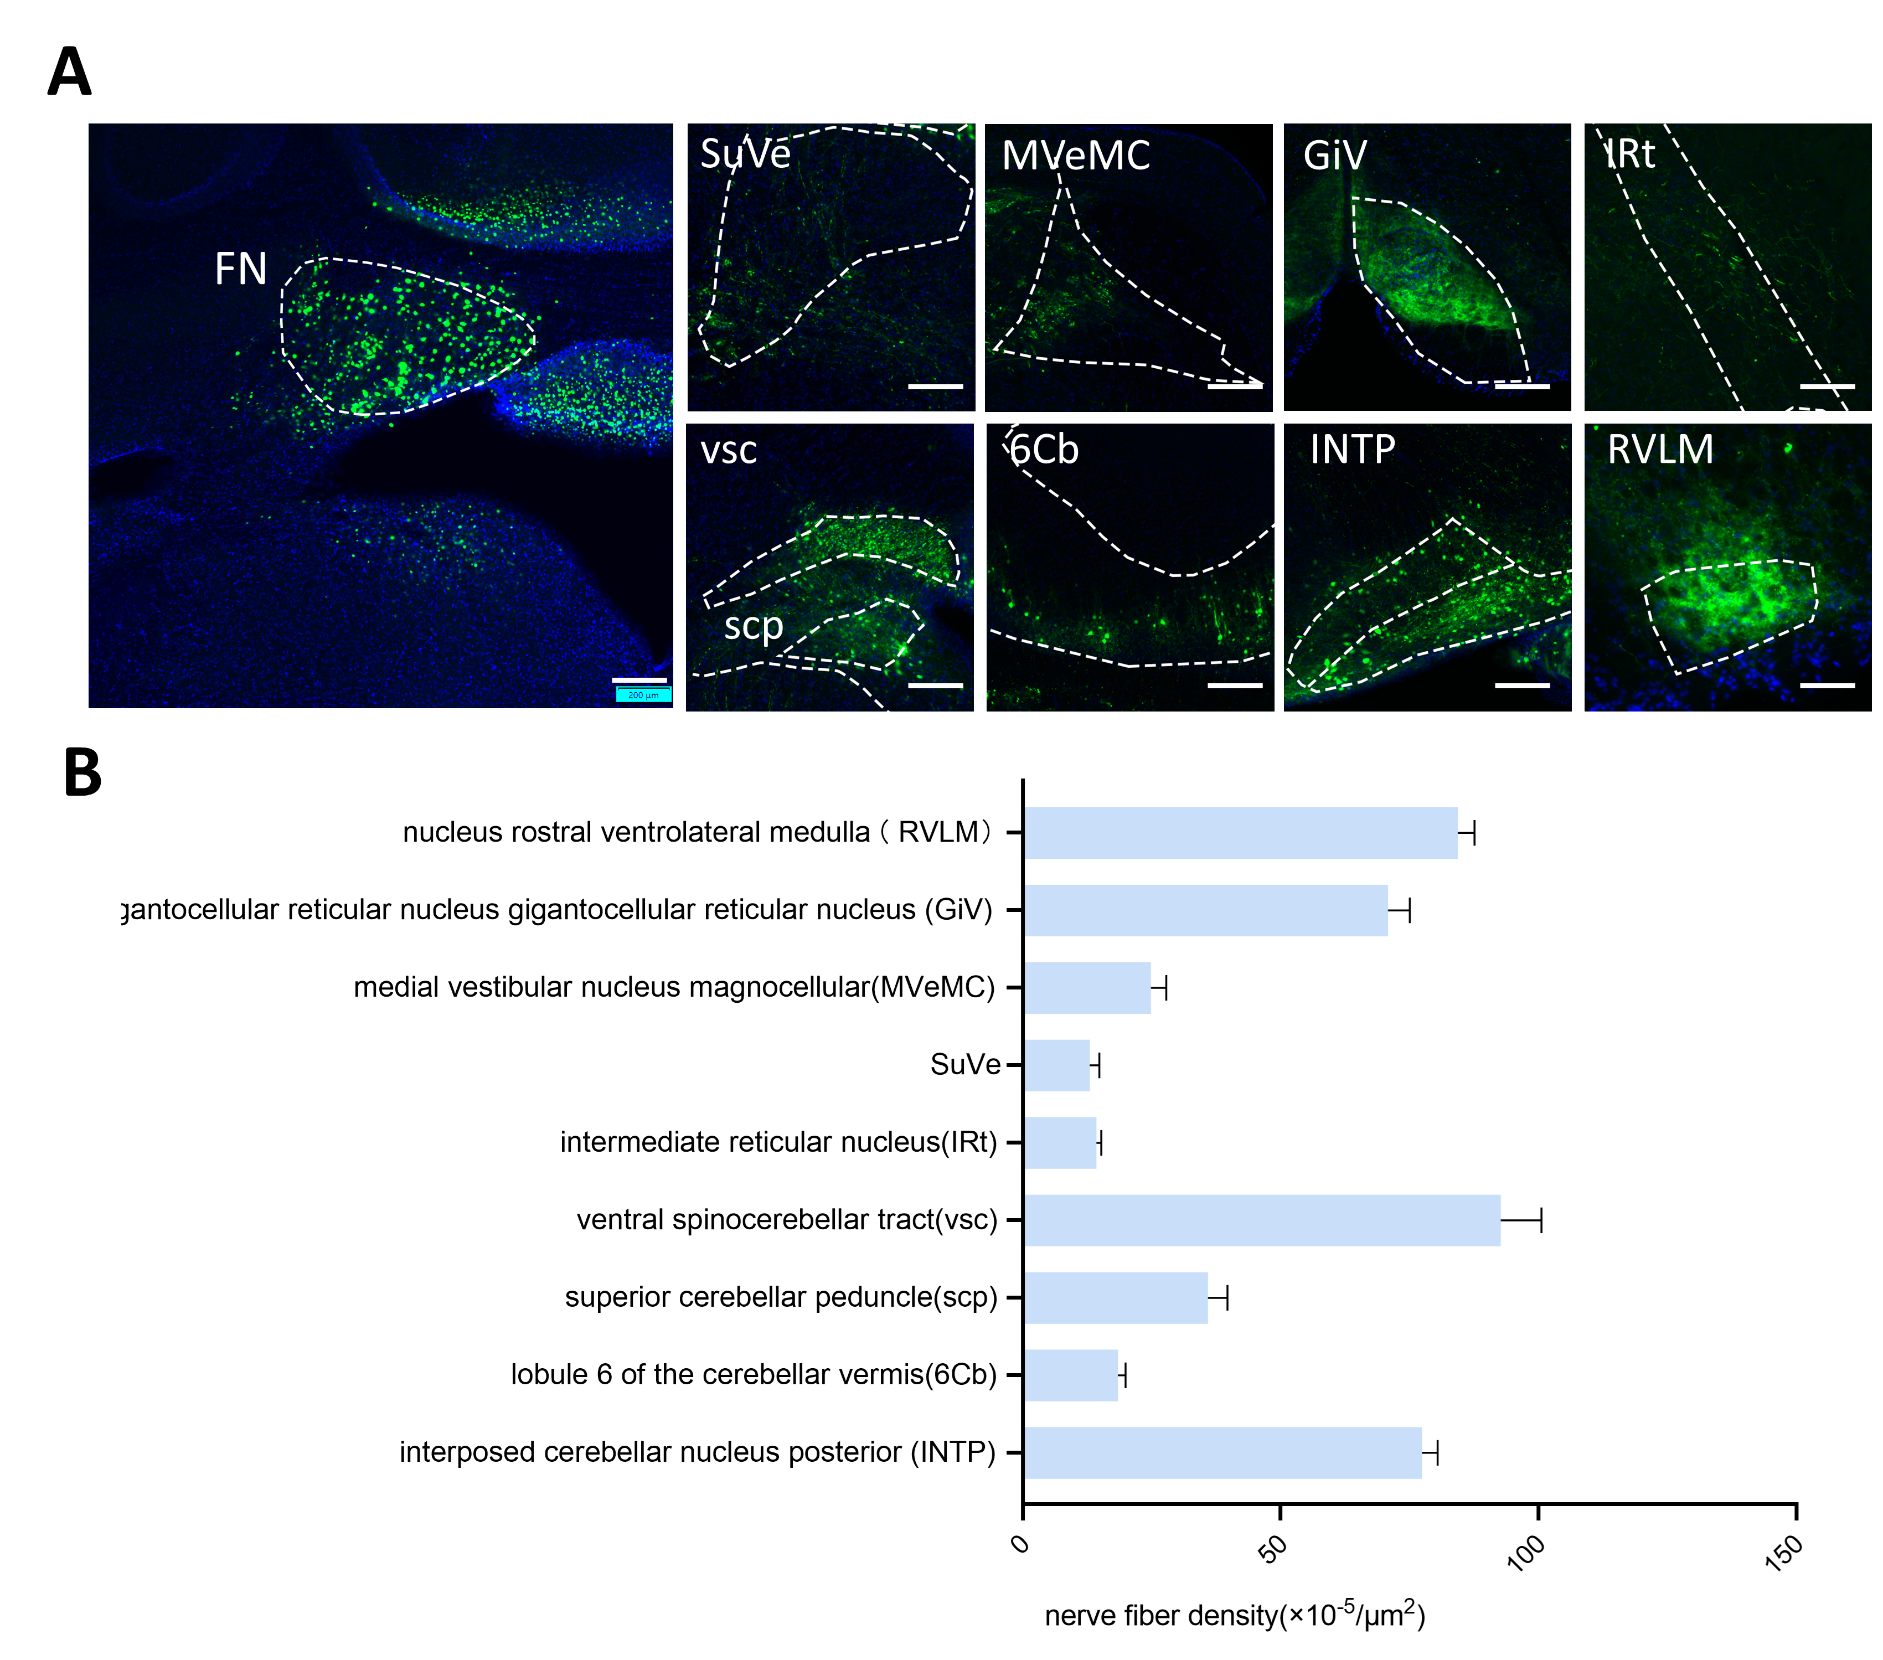 A
FN
SuVe
MVeMC
GiV
IRt
vsc
scp
6Cb
INTP
RVLM
200 µm
B
nucleus rostral ventrolateral medulla ( RVLM)
gantocellular reticular nucleus gigantocellular reticular nucleus (GiV)
medial vestibular nucleus magnocellular(MVeMC)
SuVe
intermediate reticular nucleus(IRt)
ventral spinocerebellar tract(vsc)
superior cerebellar peduncle(scp)
lobule 6 of the cerebellar vermis(6Cb)
interposed cerebellar nucleus posterior (INTP)
0 50 100 150
nerve fiber density(×10⁻⁵/µm²)